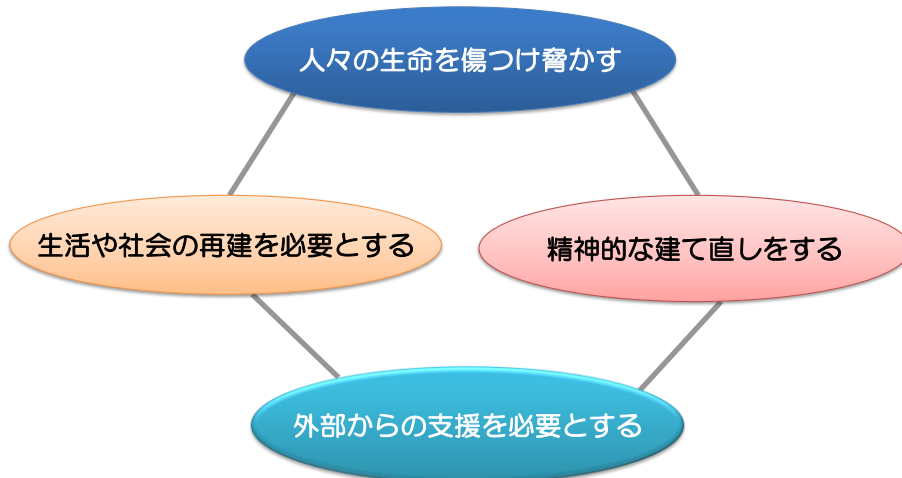 人々の生命を傷つけ脅かす
生活や社会の再建を必要とする
精神的な建て直しをする
外部からの支援を必要とする